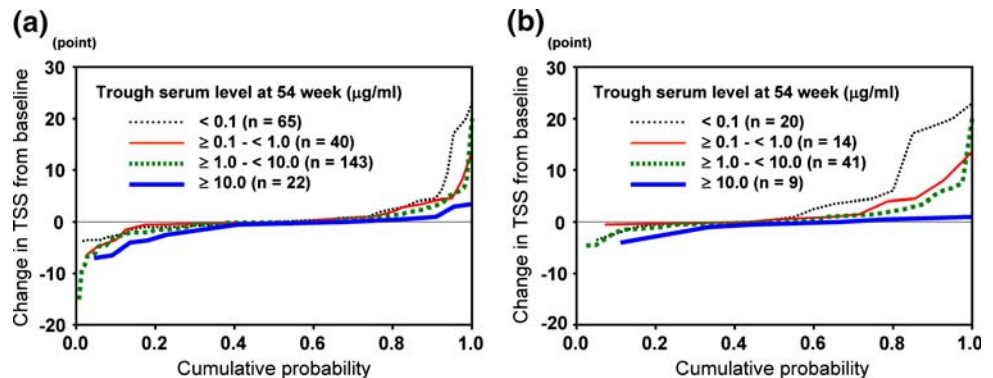 (a)
(point)
Change in TSS from baseline
30
20
10
0
-10
-20
Trough serum level at 54 week (μg/ml)
< 0.1 (n = 65)
≥ 0.1 - < 1.0 (n = 40)
≥ 1.0 - < 10.0 (n = 143)
≥ 10.0 (n = 22)
0.0 0.2 0.4 0.6 0.8 1.0
Cumulative probability
(b)
(point)
Change in TSS from baseline
30
20
10
0
-10
-20
Trough serum level at 54 week (μg/ml)
< 0.1 (n = 20)
≥ 0.1 - < 1.0 (n = 14)
≥ 1.0 - < 10.0 (n = 41)
≥ 10.0 (n = 9)
0.0 0.2 0.4 0.6 0.8 1.0
Cumulative probability